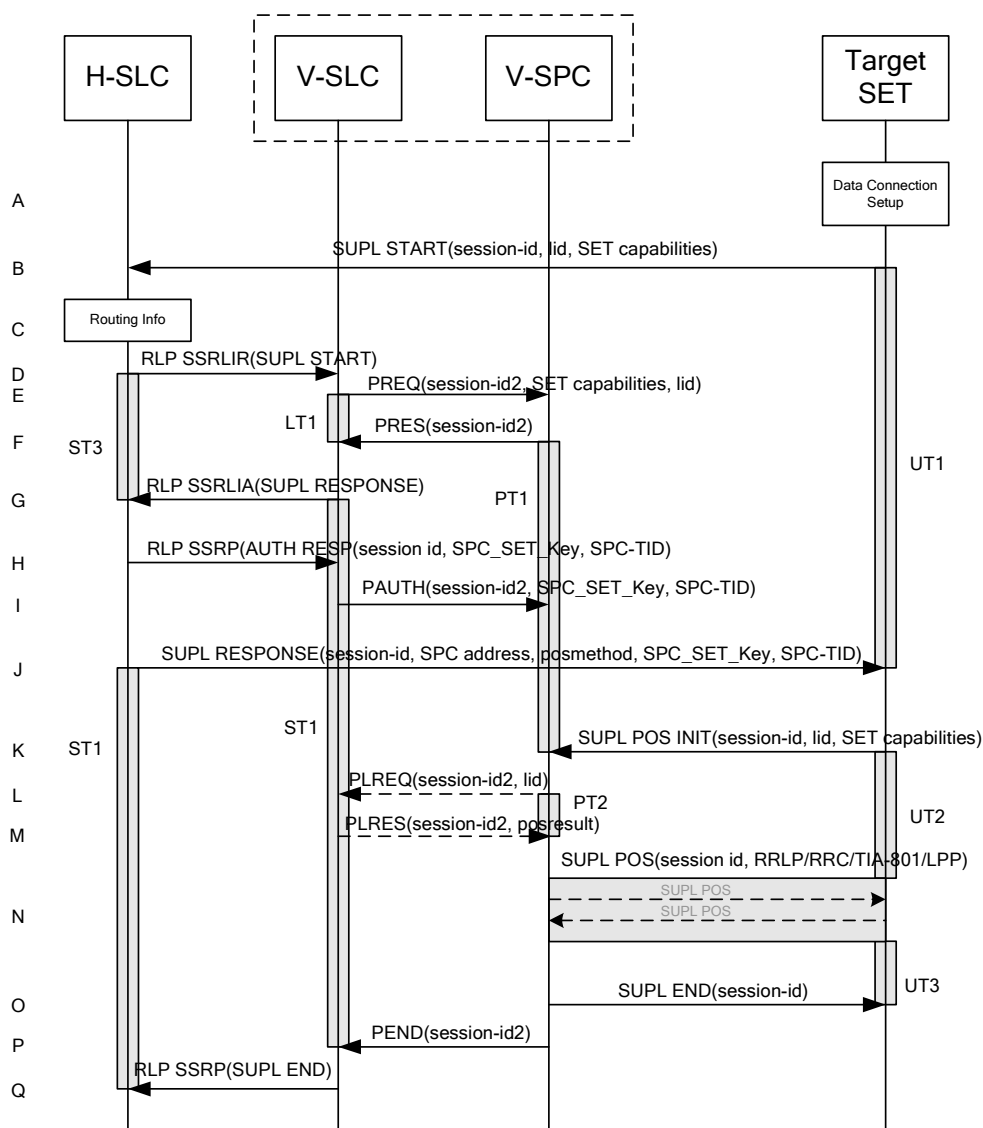 H-SLC
V-SLC
V-SPC
Target
SET
Data Connection
Setup
A
SUPL START(session-id, lid, SET capabilities)
B
Routing Info
C
RLP SSRLIR(SUPL START)
D
PREQ(session-id2, SET capabilities, lid)
E
LT1
PRES(session-id2)
F
ST3
UT1
RLP SSRLIA(SUPL RESPONSE)
G
PT1
RLP SSRP(AUTH RESP(session id, SPC_SET_Key, SPC-TID)
H
PAUTH(session-id2, SPC_SET_Key, SPC-TID)
I
SUPL RESPONSE(session-id, SPC address, posmethod, SPC_SET_Key, SPC-TID)
J
ST1
ST1
SUPL POS INIT(session-id, lid, SET capabilities)
K
PLREQ(session-id2, lid)
L
PT2
UT2
PLRES(session-id2, posresult)
M
SUPL POS(session id, RRLP/RRC/TIA-801/LPP)
SUPL POS
SUPL POS
N
UT3
SUPL END(session-id)
O
PEND(session-id2)
P
RLP SSRP(SUPL END)
Q